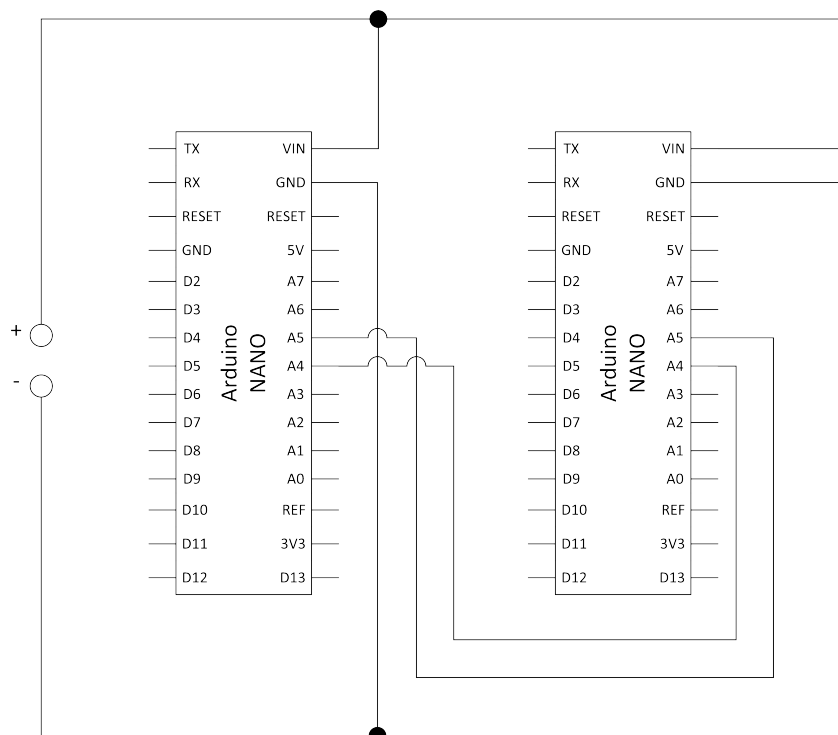 TX VIN
RX GND
RESET RESET
GND 5V
D2 A7
D3 A6
D4 A5
D5 A4
D6 A3
D7 A2
D8 A1
D9 A0
D10 REF
D11 3V3
D12 D13
Arduino
NANO
TX VIN
RX GND
RESET RESET
GND 5V
D2 A7
D3 A6
D4 A5
D5 A4
D6 A3
D7 A2
D8 A1
D9 A0
D10 REF
D11 3V3
D12 D13
Arduino
NANO
+
-